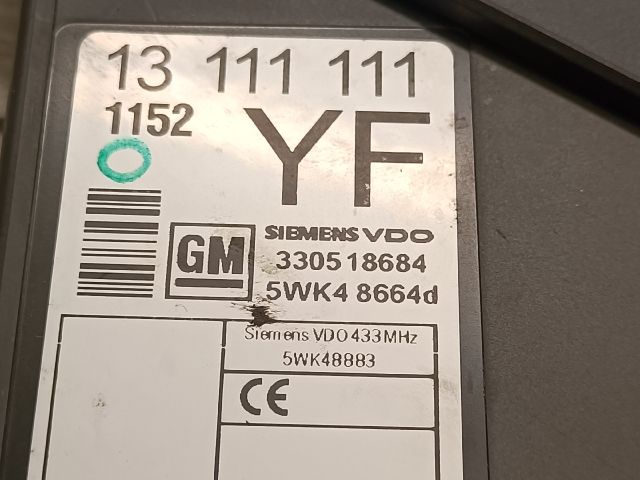 13 111 111
1152
YF
GM
SIEMENS VDO
330518684
5WK4 8664d
Siemens VDO 433MHz
5WK48883
CE